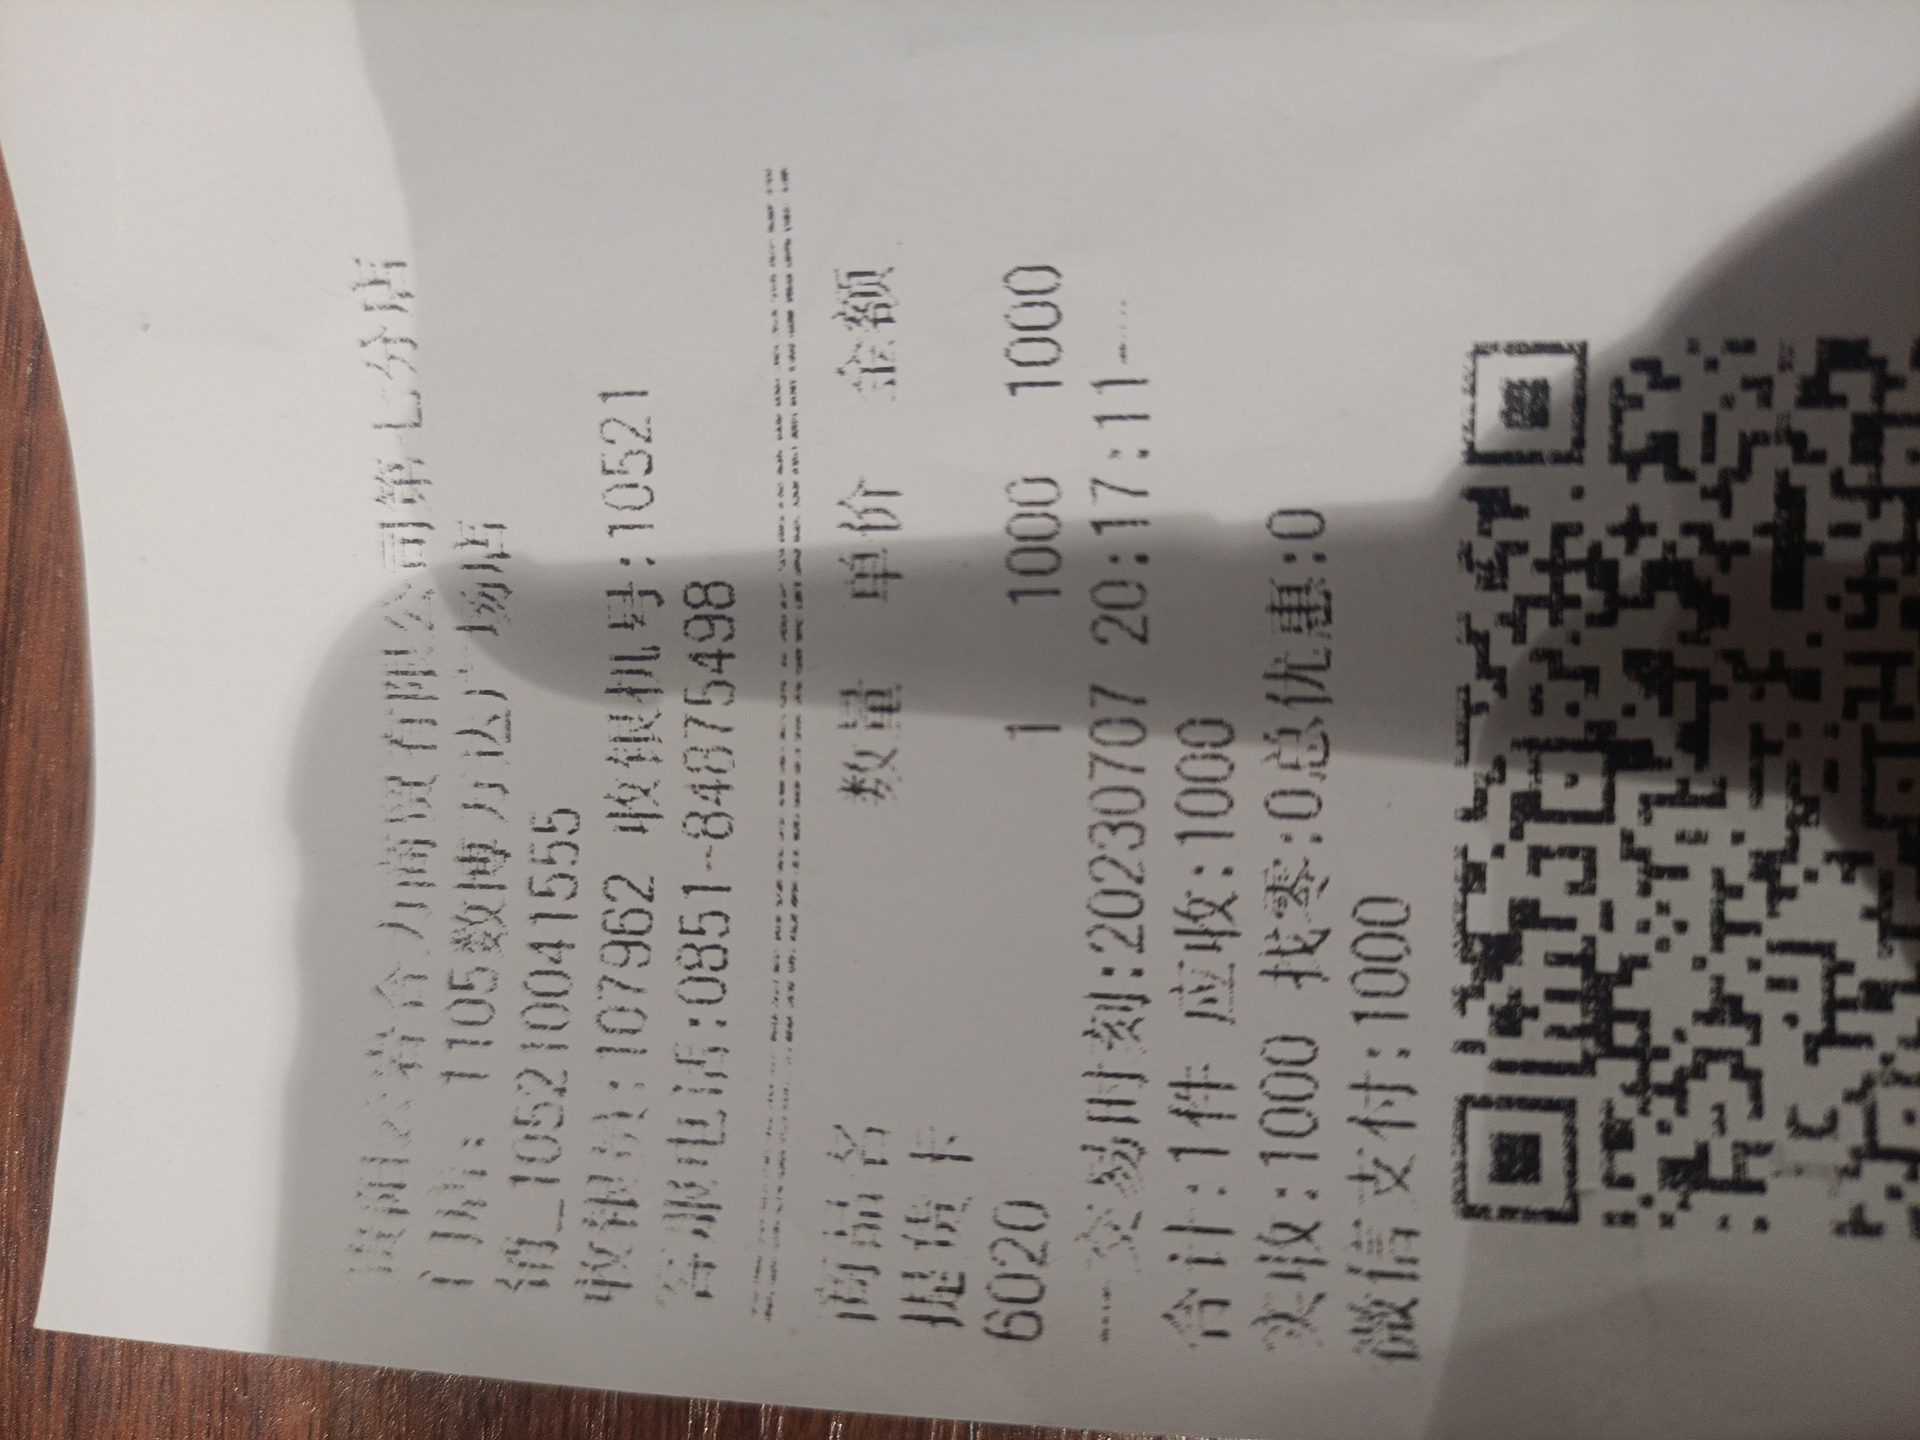 贵州合力商贸有限公司第七分店
门店: 1105数博万达广场店
销_105210041555
收银员:107962 收银机号:10521
客服电话:0851-84875498
商品名 数量 单价 金额
提货卡
6020 1 1000 1000
----交易时刻:20230707 20:17:11----
合计:1件 应收:1000
实收:1000 找零:0总优惠:0
微信支付:1000